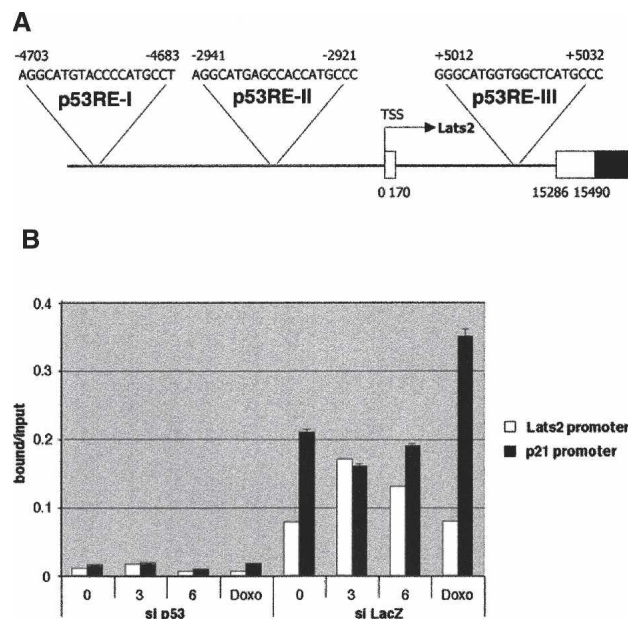 A
-4703 -4683 -2941 -2921 +5012 +5032
AGGCATGTACCCCATGCCT AGGCATGAGCCACCATGCCC GGGCATGGTGGCTCATGCCC
p53RE-I p53RE-II p53RE-III
TSS
Lats2
0 170 15286 15490
B
0.4
0.3
0.2
0.1
0
bound/input
Lats2 promoter
p21 promoter
0 3 6 Doxo 0 3 6 Doxo
si p53 si LacZ